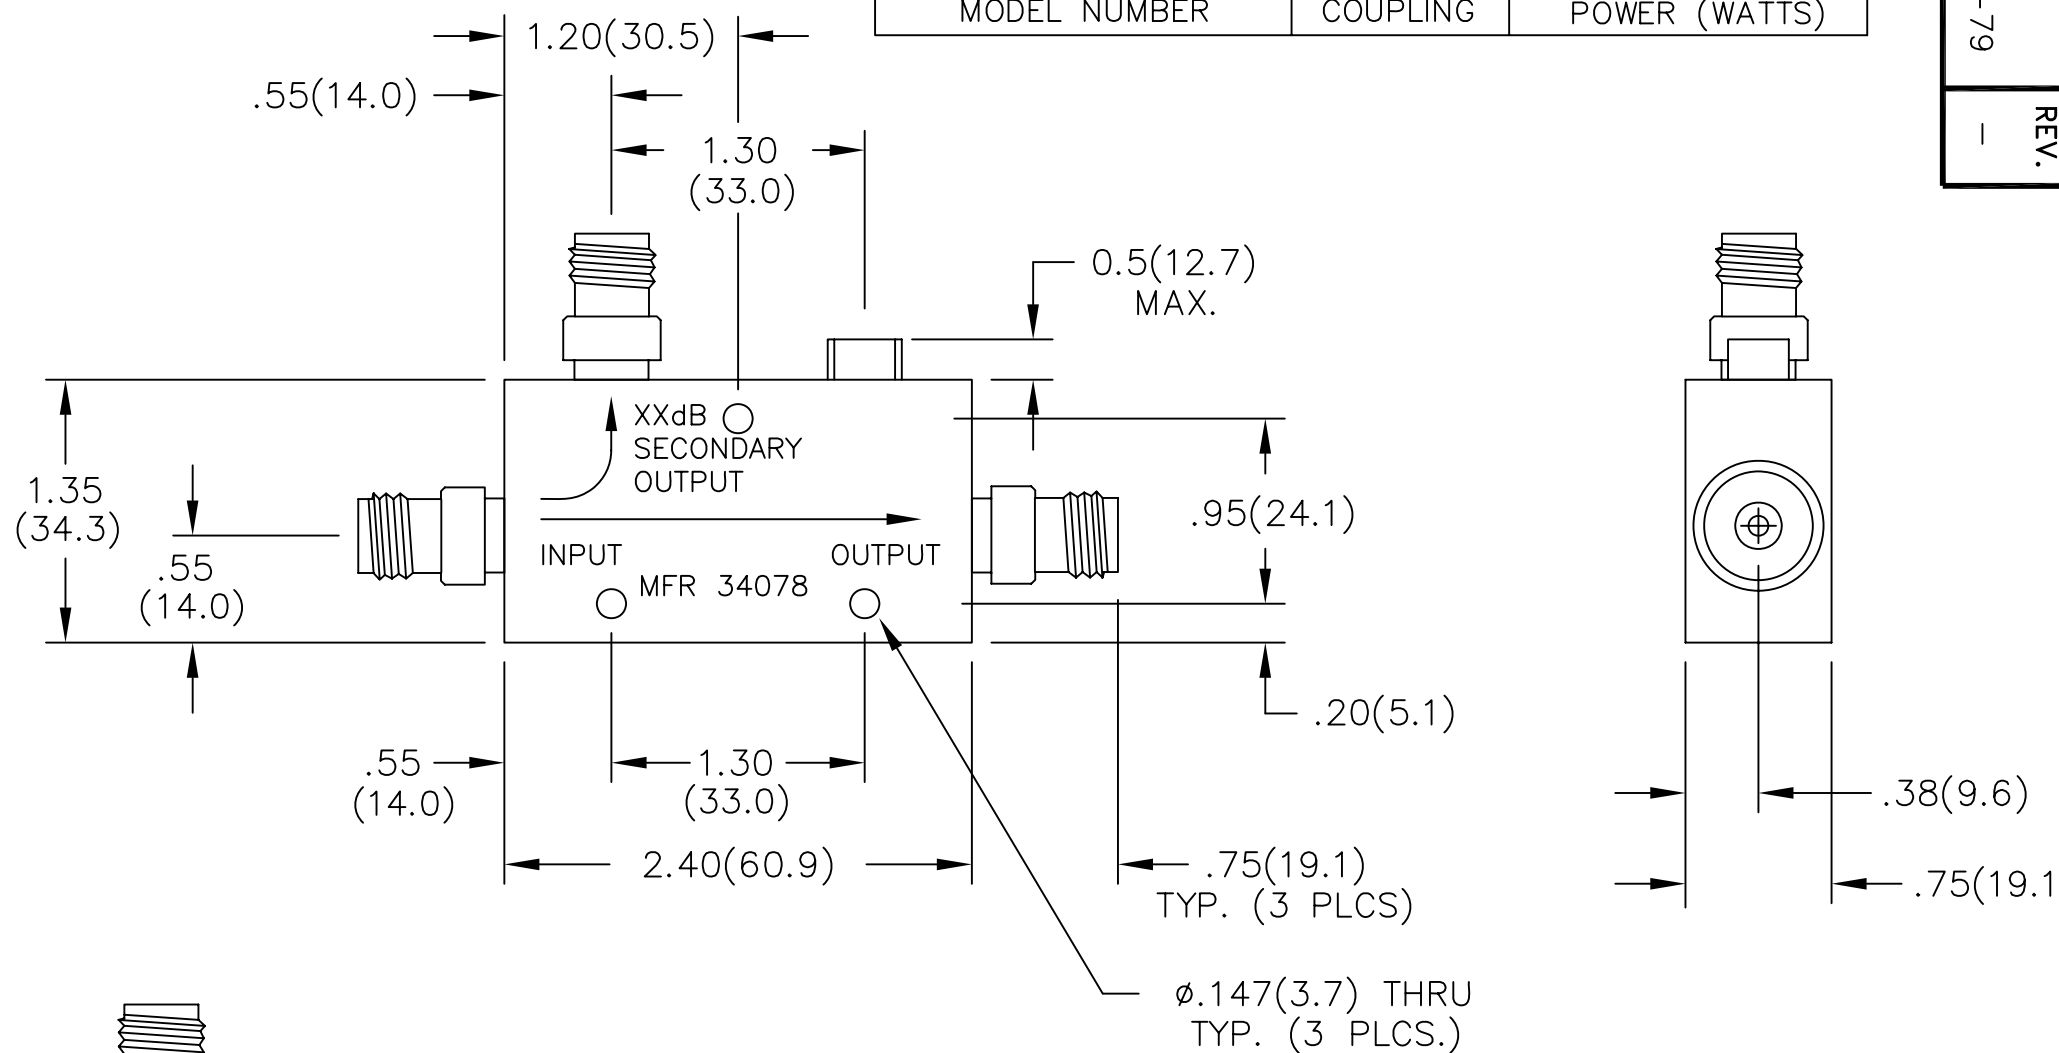 MODEL NUMBER
COUPLING
POWER (WATTS)
-79
REV.
-
1.20(30.5)
.55(14.0)
1.30
(33.0)
0.5(12.7)
MAX.
XXdB
SECONDARY
OUTPUT
1.35
(34.3)
.55
(14.0)
INPUT
OUTPUT
MFR 34078
.95(24.1)
.20(5.1)
.55
(14.0)
1.30
(33.0)
2.40(60.9)
.75(19.1)
TYP. (3 PLCS)
.38(9.6)
.75(19.1
ø.147(3.7) THRU
TYP. (3 PLCS.)